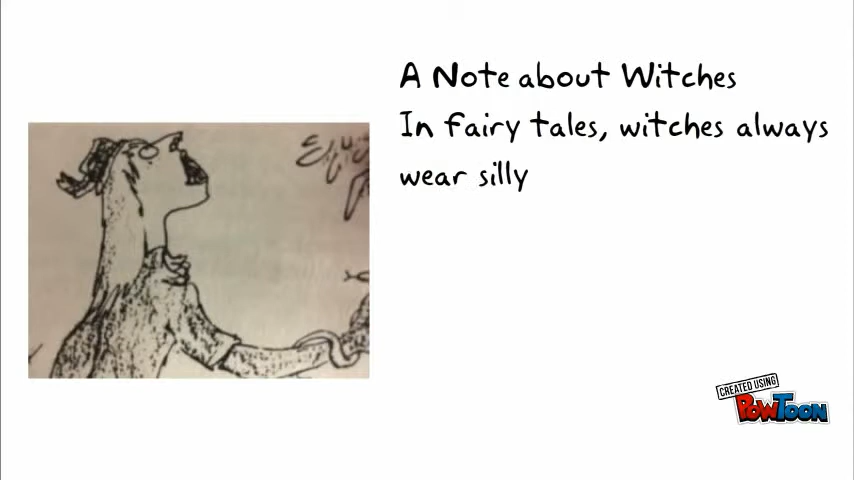 A Note about Witches
In fairy tales, witches always
wear silly
CREATED USING
POWTOON